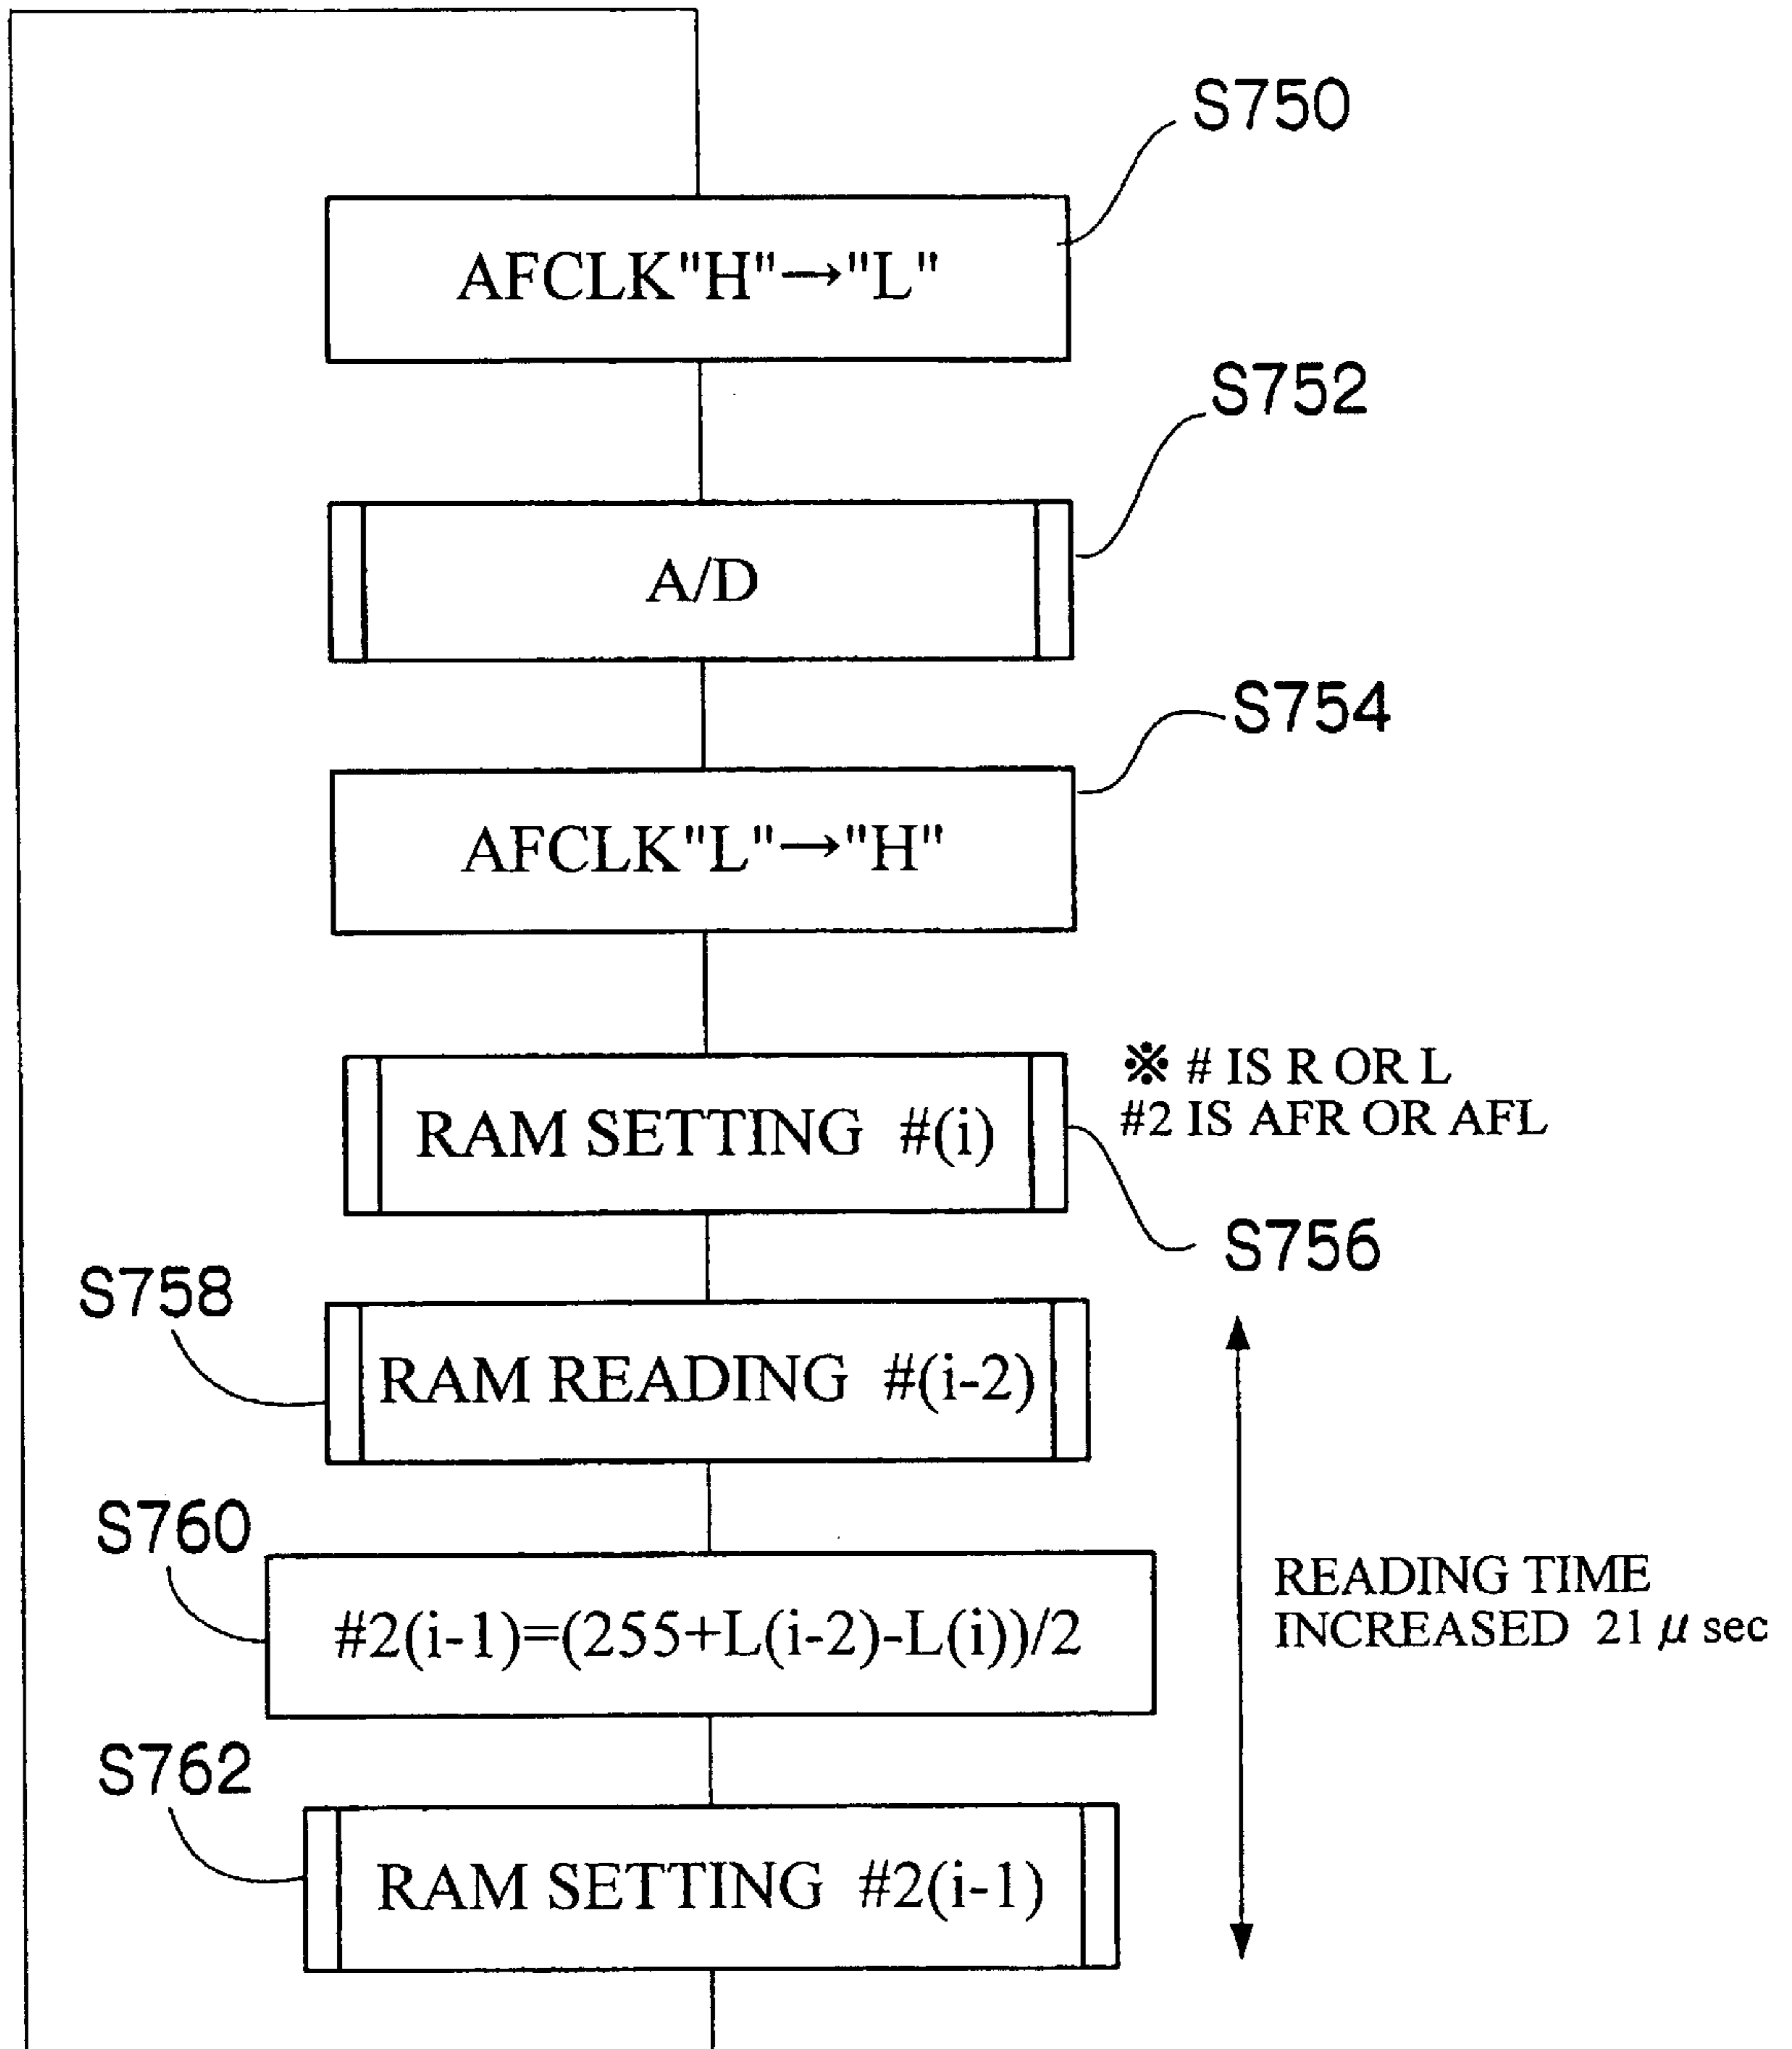 S750
AFCLK"H"→"L"
S752
A/D
S754
AFCLK"L"→"H"
※ # IS R OR L
#2 IS AFR OR AFL
RAM SETTING #(i)
S756
S758
RAM READING #(i-2)
S760
#2(i-1)=(255+L(i-2)-L(i))/2
READING TIME
INCREASED 21 μ sec
S762
RAM SETTING #2(i-1)